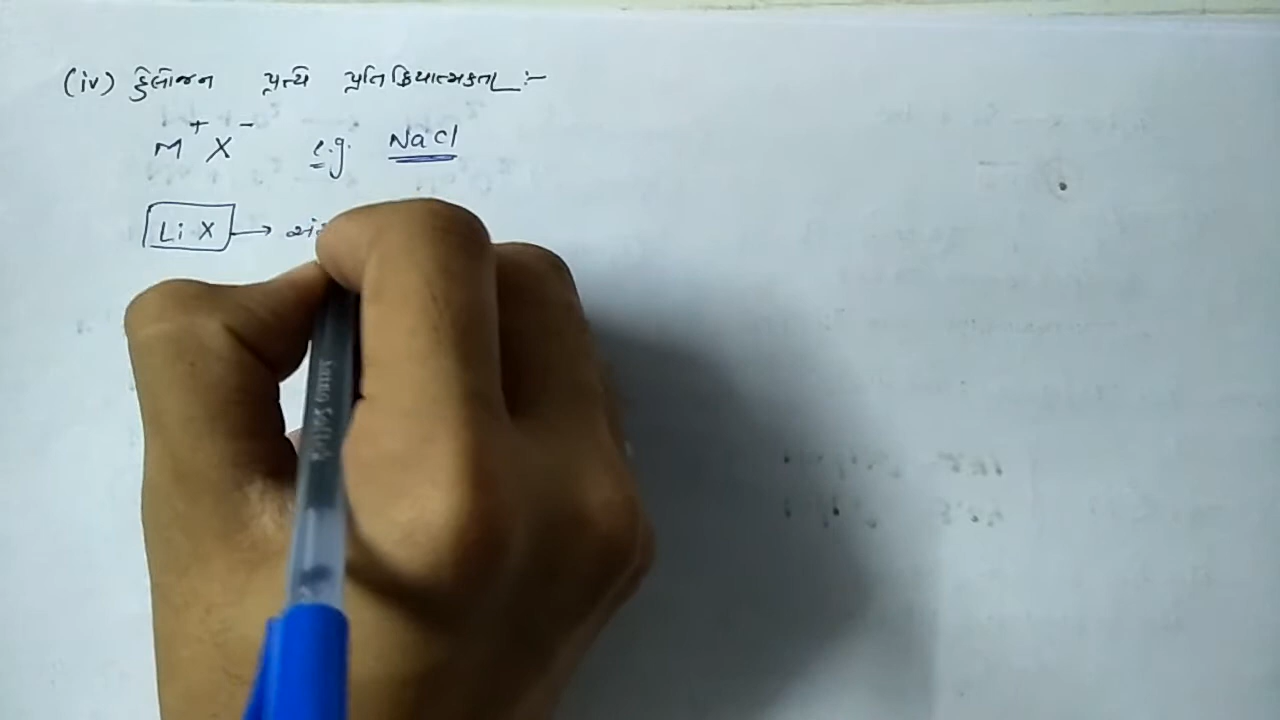 (iv) હેલોજન પ્રત્યે પ્રતિક્રિયાત્મકતા :-
M⁺ X⁻ e.g. NaCl
Li X →